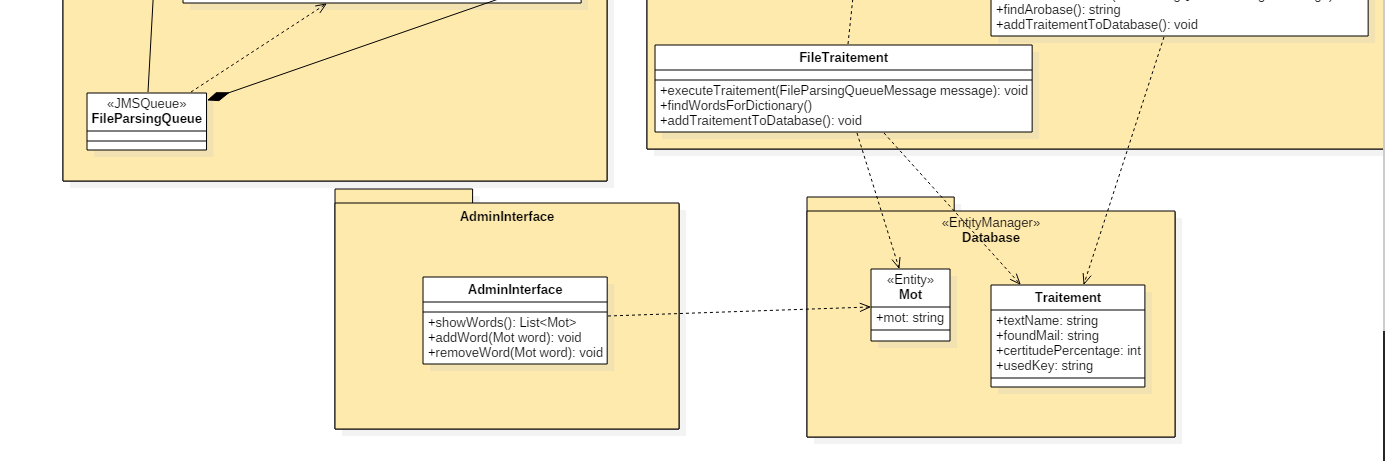 +findArobase(): string
+addTraitementToDatabase(): void
FileTraitement
+executeTraitement(FileParsingQueueMessage message): void
+findWordsForDictionary()
+addTraitementToDatabase(): void
«JMSQueue»
FileParsingQueue
AdminInterface
AdminInterface
+showWords(): List<Mot>
+addWord(Mot word): void
+removeWord(Mot word): void
«EntityManager»
Database
«Entity»
Mot
+mot: string
Traitement
+textName: string
+foundMail: string
+certitudePercentage: int
+usedKey: string